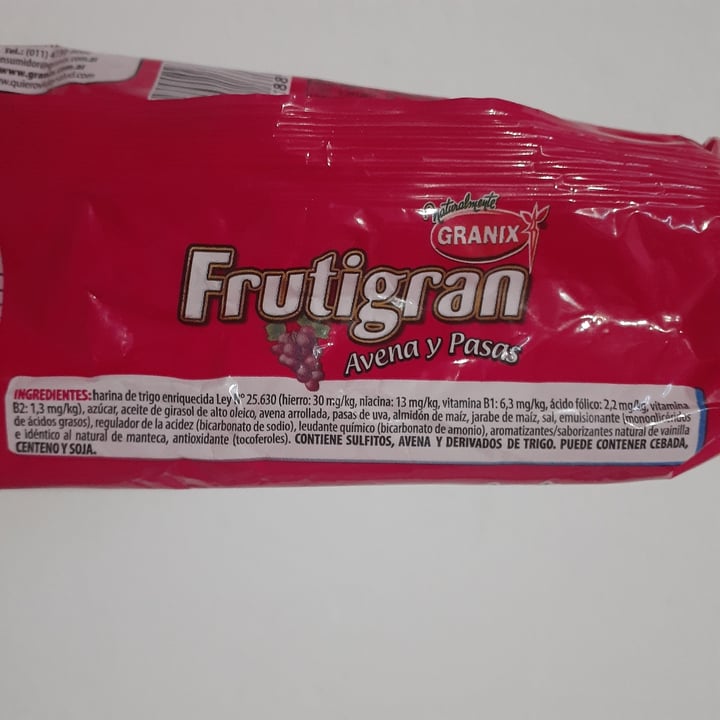 Tel.: (011)
www.gran
Naturalmente
GRANIX
Frutigran
Avena y Pasas
INGREDIENTES: harina de trigo enriquecida Ley N° 25.630 (hierro: 30 mg/kg, niacina: 13 mg/kg, vitamina B1: 6,3 mg/kg, ácido fólico: 2,2 mg/kg, vitamina
B2: 1,3 mg/kg), azúcar, aceite de girasol de alto oleico, avena arrollada, pasas de uva, almidón de maíz, jarabe de maíz, sal, emulsionante (monoglicéridos
de ácidos grasos), regulador de la acidez (bicarbonato de sodio), leudante químico (bicarbonato de amonio), aromatizantes/saborizantes natural de vainilla
e idéntico al natural de manteca, antioxidante (tocoferoles). CONTIENE SULFITOS, AVENA Y DERIVADOS DE TRIGO. PUEDE CONTENER CEBADA,
CENTENO Y SOJA.